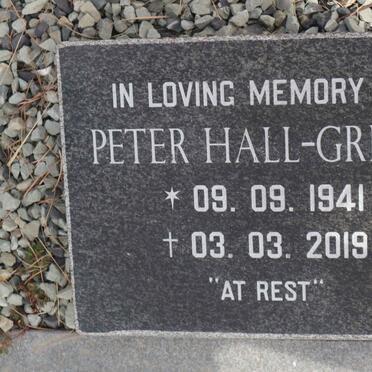 IN LOVING MEMORY
PETER HALL-GR
* 09. 09. 1941
† 03. 03. 2019
"AT REST"